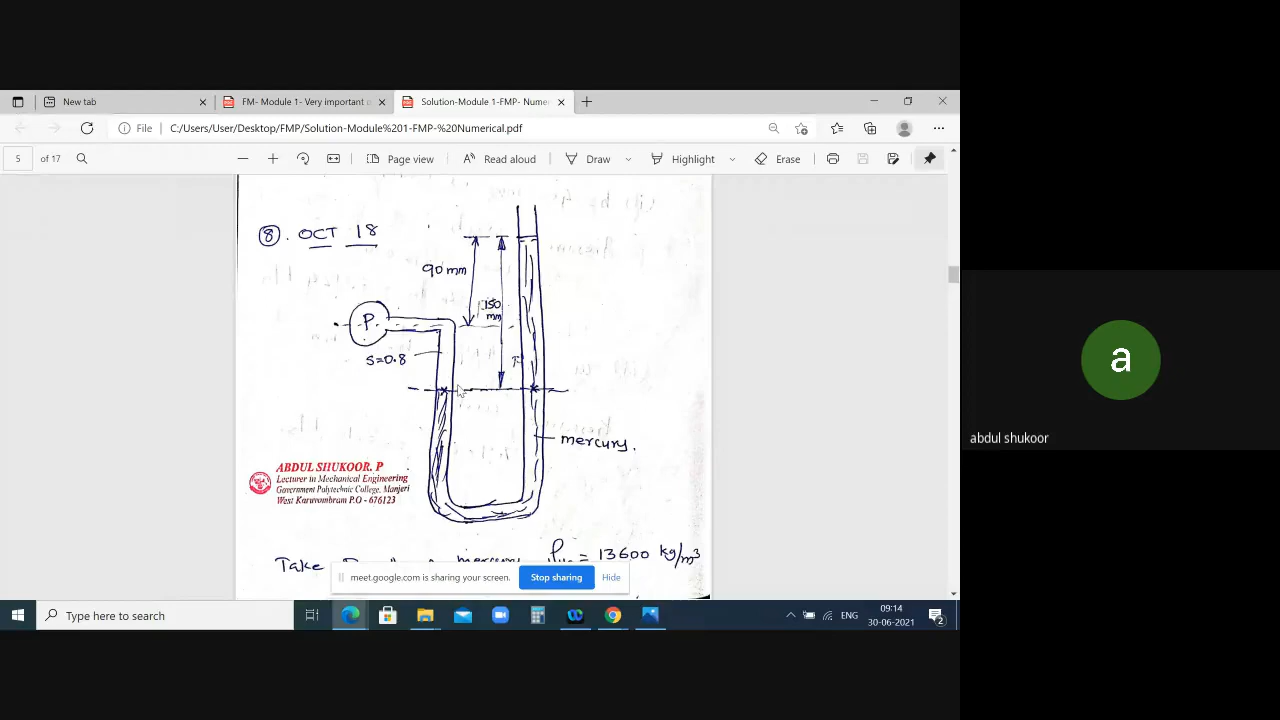 New tab
FM- Module 1- Very important
Solution-Module 1-FMP- Nume
File
C:/Users/User/Desktop/FMP/Solution-Module%201-FMP-%20Numerical.pdf
5 of 17
Page view
Read aloud
Draw
Highlight
Erase
8. OCT 18
90 mm
150
mm
P
S=0.8
mercury.
ABDUL SHUKOOR. P
Lecturer in Mechanical Engineering
Government Polytechnic College, Manjeri
West Karuvombram P.O - 676123
Take
= 13600 kg/m³
meet.google.com is sharing your screen.
Stop sharing
Hide
a
abdul shukoor
Type here to search
ENG
09:14
30-06-2021
2